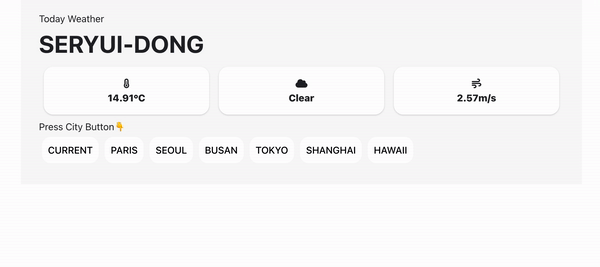 Today Weather
SERYUI-DONG
14.91°C
Clear
2.57m/s
Press City Button👇
CURRENT PARIS SEOUL BUSAN TOKYO SHANGHAI HAWAII